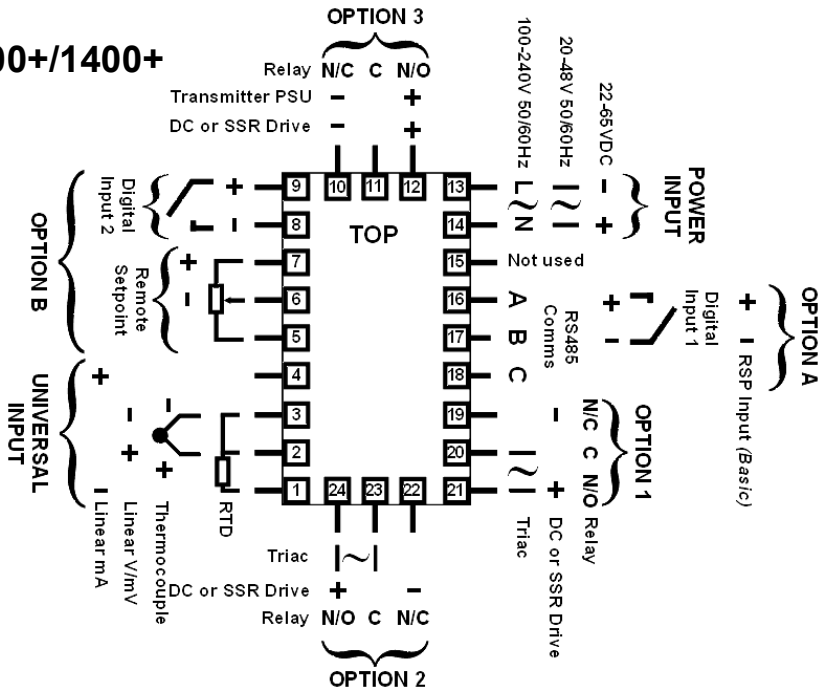 OPTION 3
00+/1400+
Relay N/C C N/O
Transmitter PSU − +
DC or SSR Drive − +
100-240V 50/60Hz
20-48V 50/60Hz
22-65VDC
POWER INPUT
L ~ N
~
− +
9
8
7
6
5
4
3
2
1
10 11 12
TOP
13
14
15
16
17
18
19
20
21
24 23 22
Digital Input 2
+
−
OPTION B
Remote Setpoint
+
−
UNIVERSAL INPUT
+ − Linear mA
− + Linear V/mV
− + Thermocouple
RTD
Not used
A B C
RS485 Comms
+ −
Digital Input 1
+ − RSP Input (Basic)
OPTION A
OPTION 1
N/C C N/O Relay
− + DC or SSR Drive
~ Triac
Triac ~
DC or SSR Drive + −
Relay N/O C N/C
OPTION 2